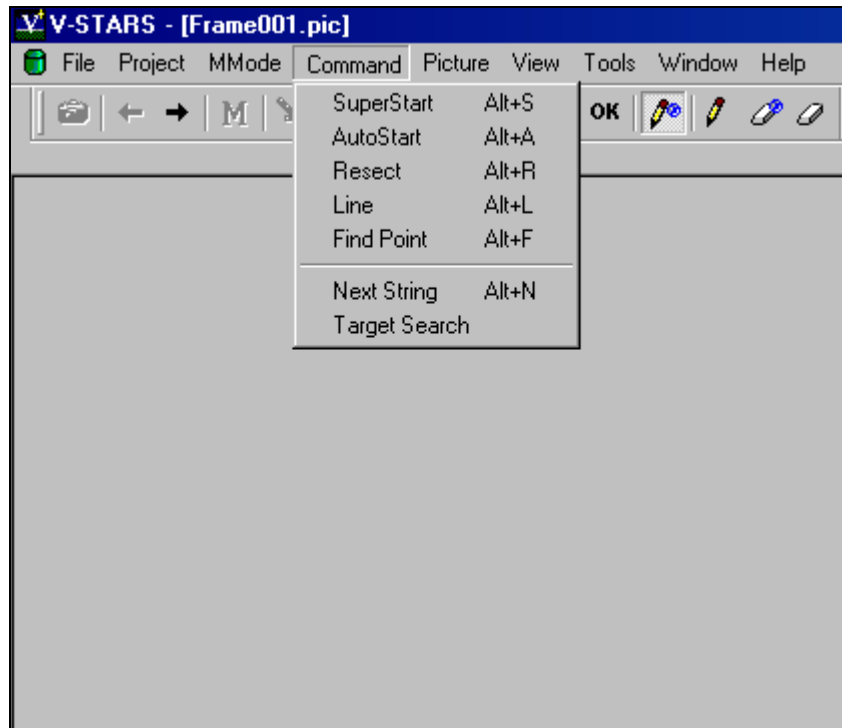 V-STARS - [Frame001.pic]
File Project MMode Command Picture View Tools Window Help
M OK
SuperStart Alt+S
AutoStart Alt+A
Resect Alt+R
Line Alt+L
Find Point Alt+F
Next String Alt+N
Target Search